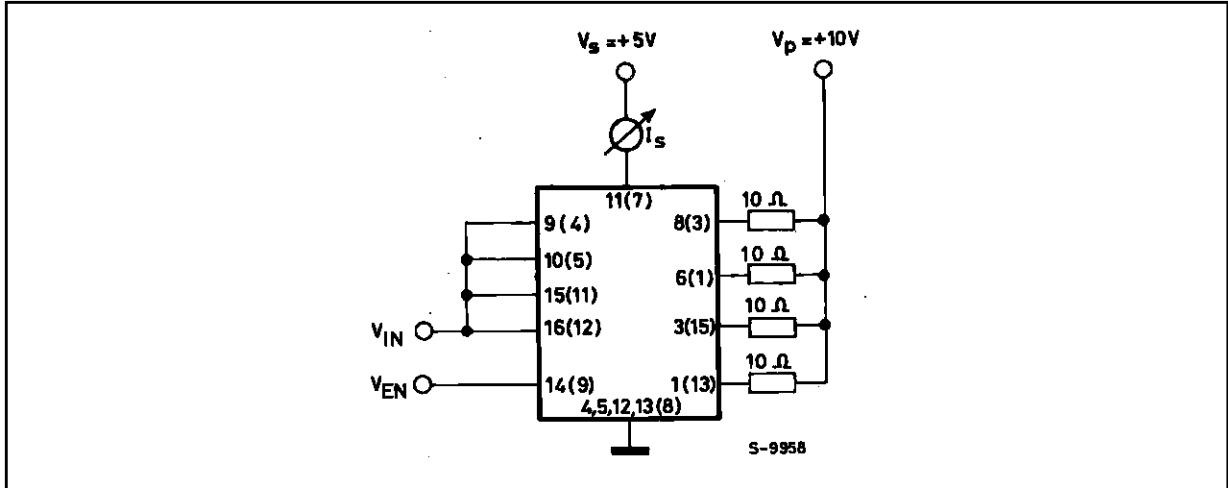 V_s =+5V
V_p =+10V
I_s
11(7)
9(4)
10(5)
15(11)
16(12)
14(9)
V_IN
V_EN
8(3)
6(1)
3(15)
1(13)
10 Ω
10 Ω
10 Ω
10 Ω
4,5,12,13(8)
S-9958